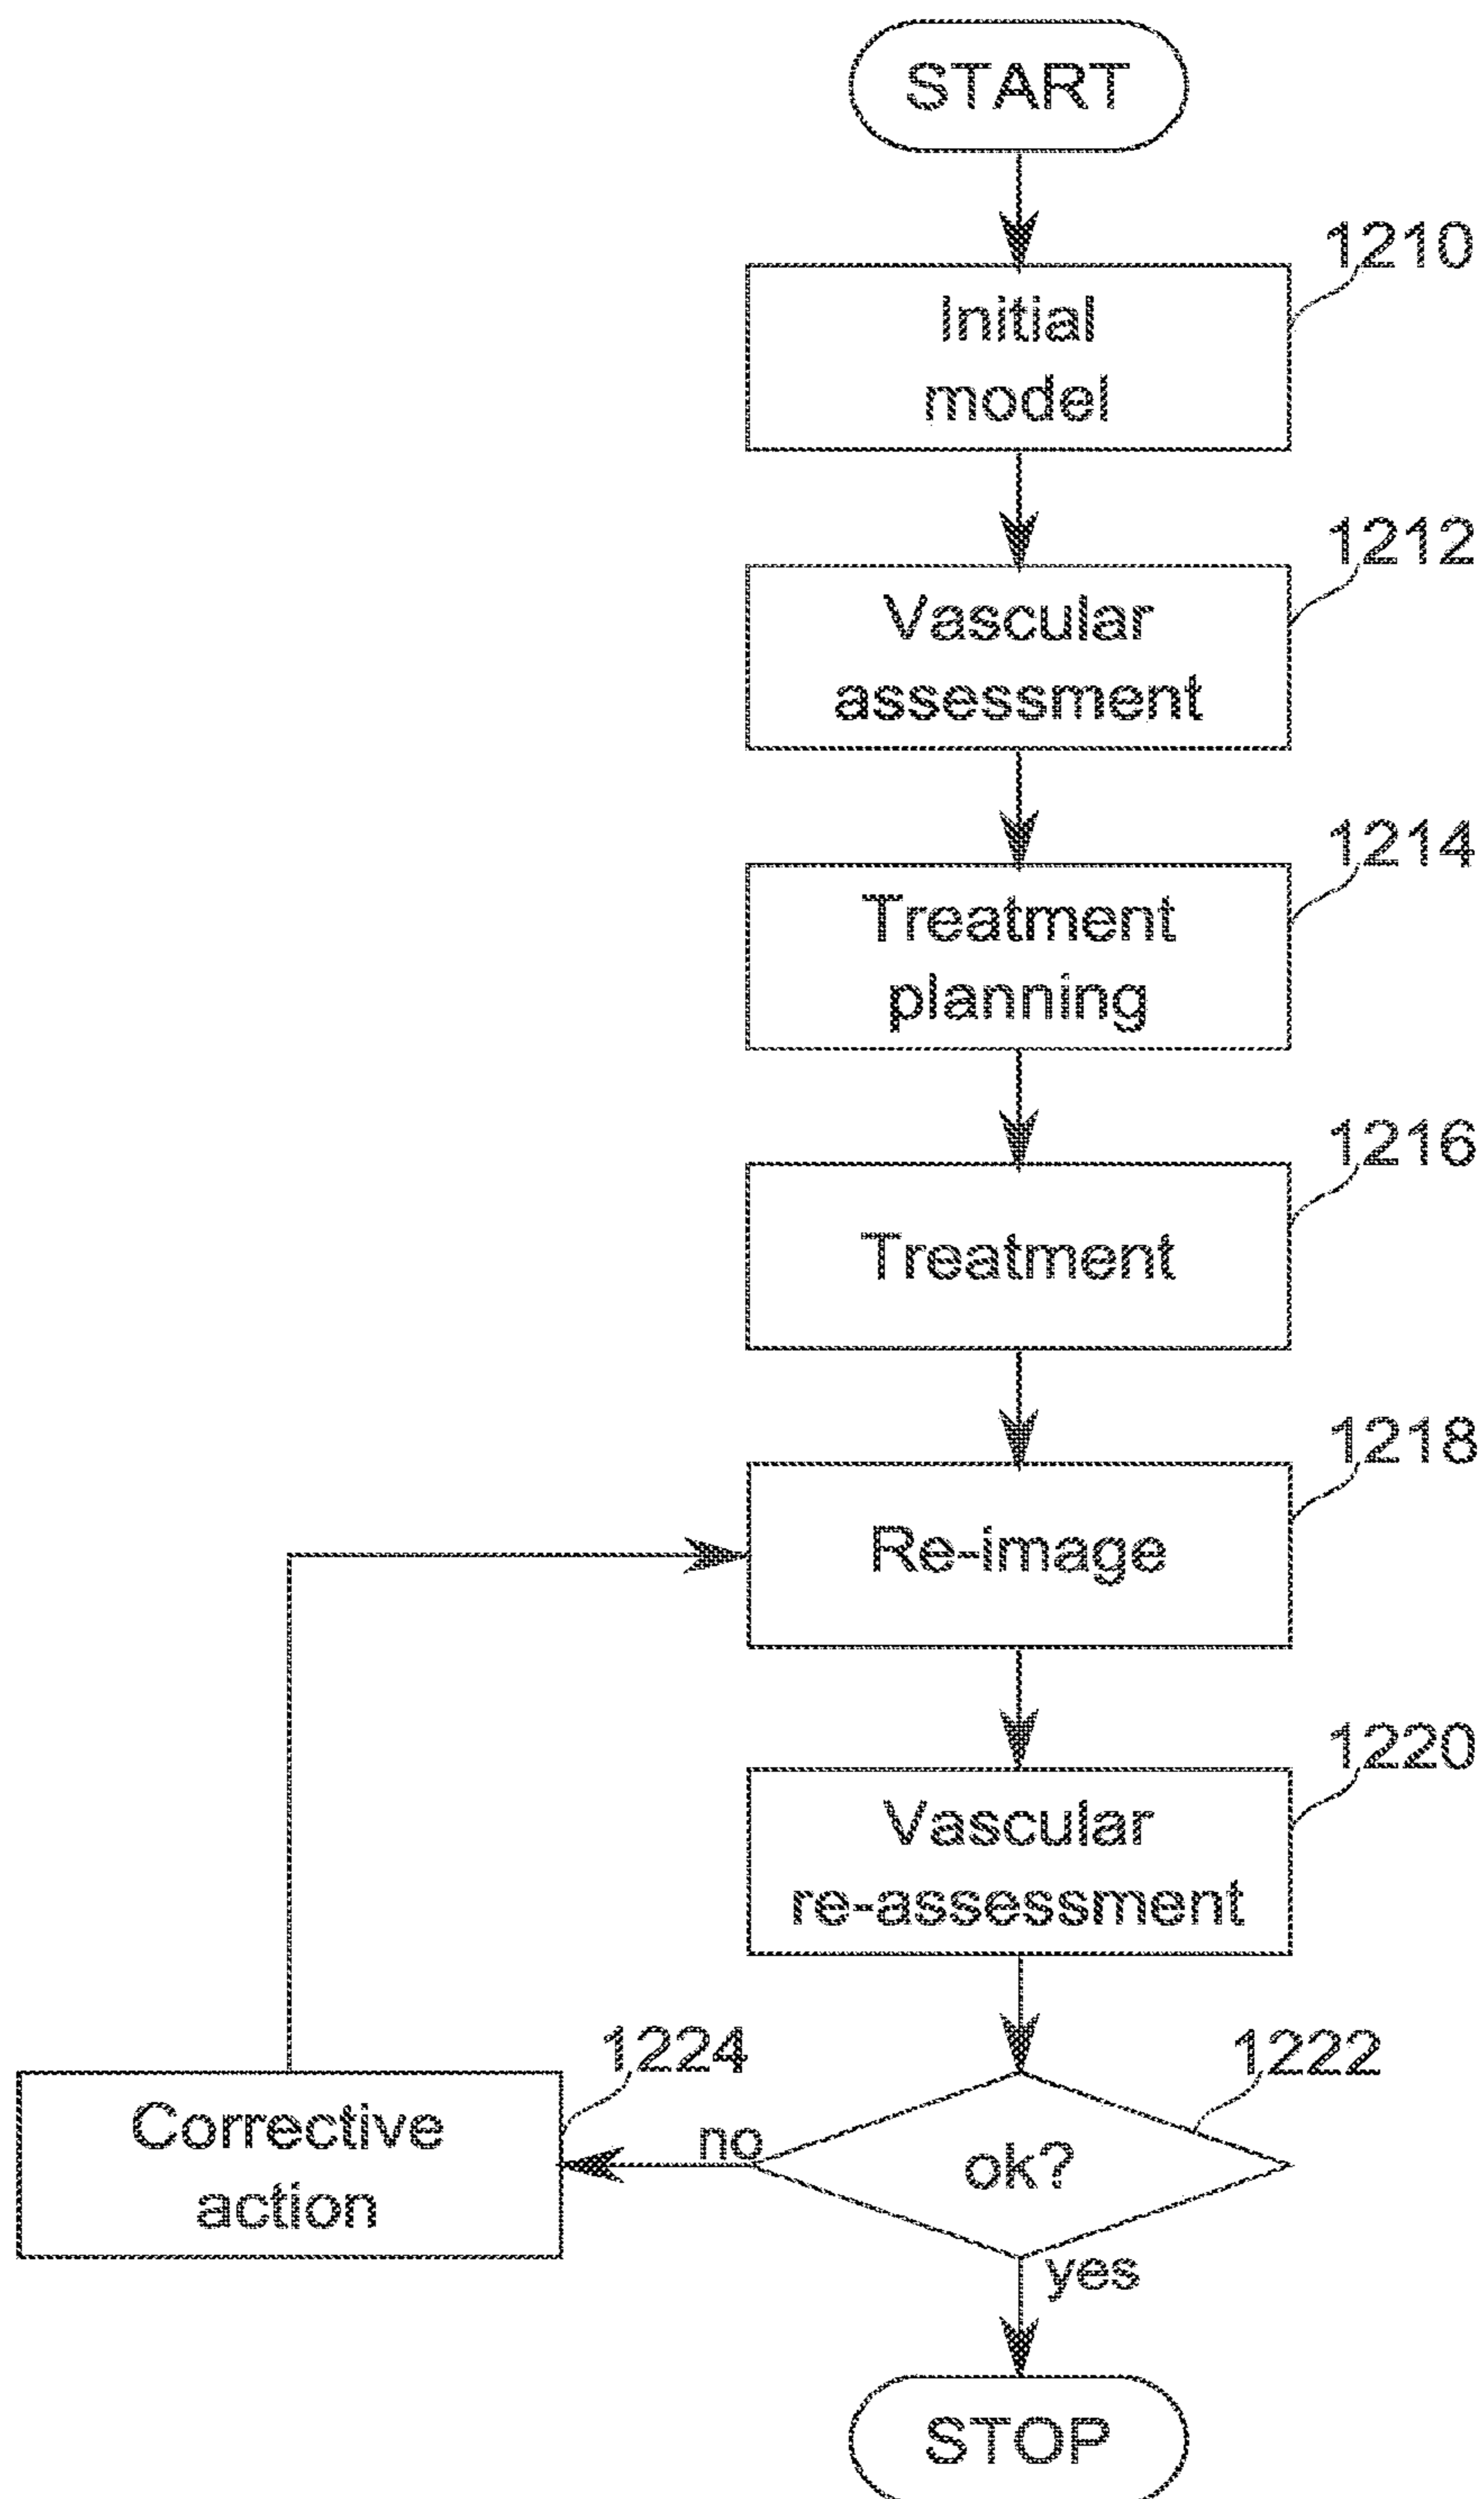 START
1210
Initial
model
1212
Vascular
assessment
1214
Treatment
planning
1216
Treatment
1218
Re-image
1220
Vascular
re-assessment
1224
1222
Corrective
action
no
ok?
yes
STOP